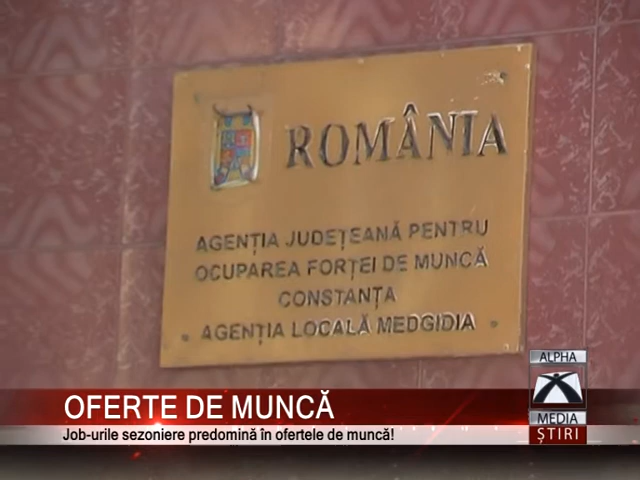 ROMÂNIA
AGENȚIA JUDEȚEANĂ PENTRU
OCUPAREA FORȚEI DE MUNCĂ
CONSTANȚA
AGENȚIA LOCALĂ MEDGIDIA
OFERTE DE MUNCĂ
Job-urile sezoniere predomină în ofertele de muncă!
ALPHA
MEDIA
ȘTIRI